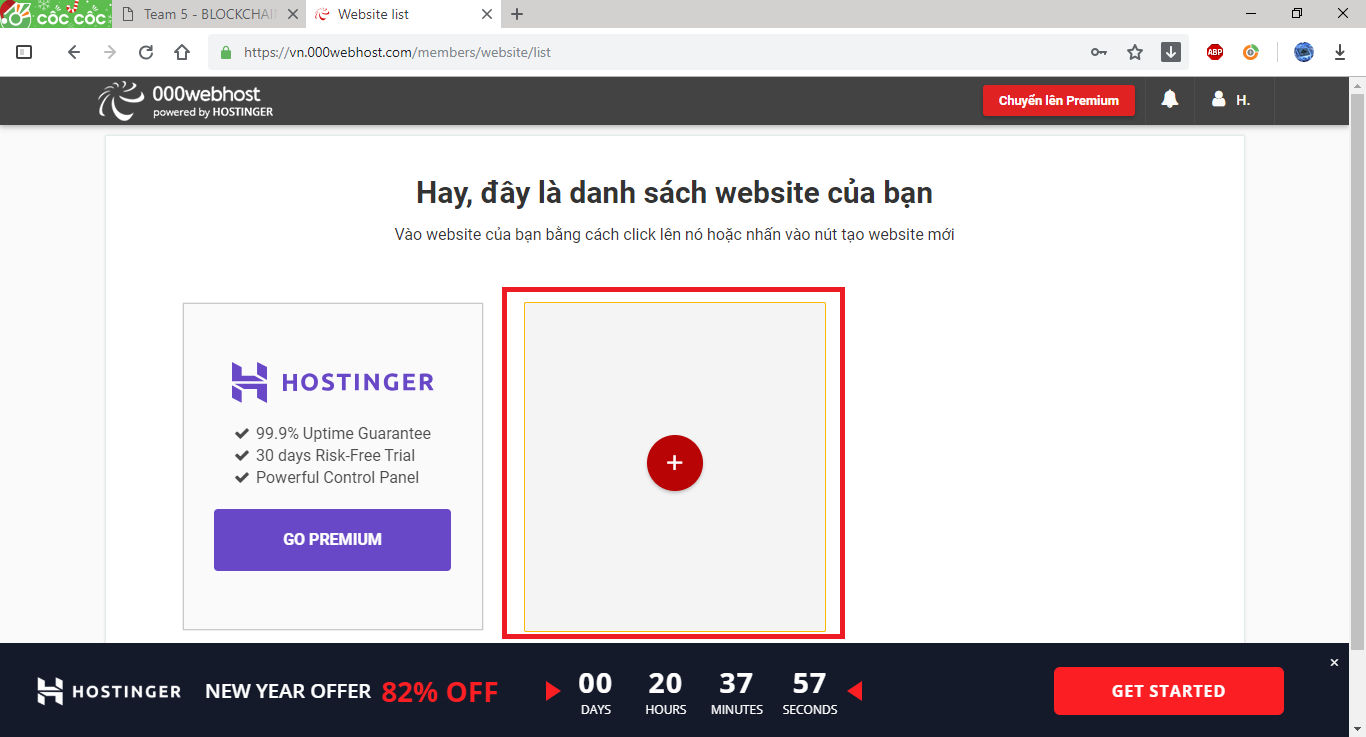 CỐC CỐC
Team 5 - BLOCKCHAIN
Website list
https://vn.000webhost.com/members/website/list
ABP
000webhost
powered by HOSTINGER
Chuyển lên Premium
H.
Hay, đây là danh sách website của bạn
Vào website của bạn bằng cách click lên nó hoặc nhấn vào nút tạo website mới
HOSTINGER
99.9% Uptime Guarantee
30 days Risk-Free Trial
Powerful Control Panel
GO PREMIUM
HOSTINGER
NEW YEAR OFFER 82% OFF
00 20 37 57
DAYS HOURS MINUTES SECONDS
GET STARTED